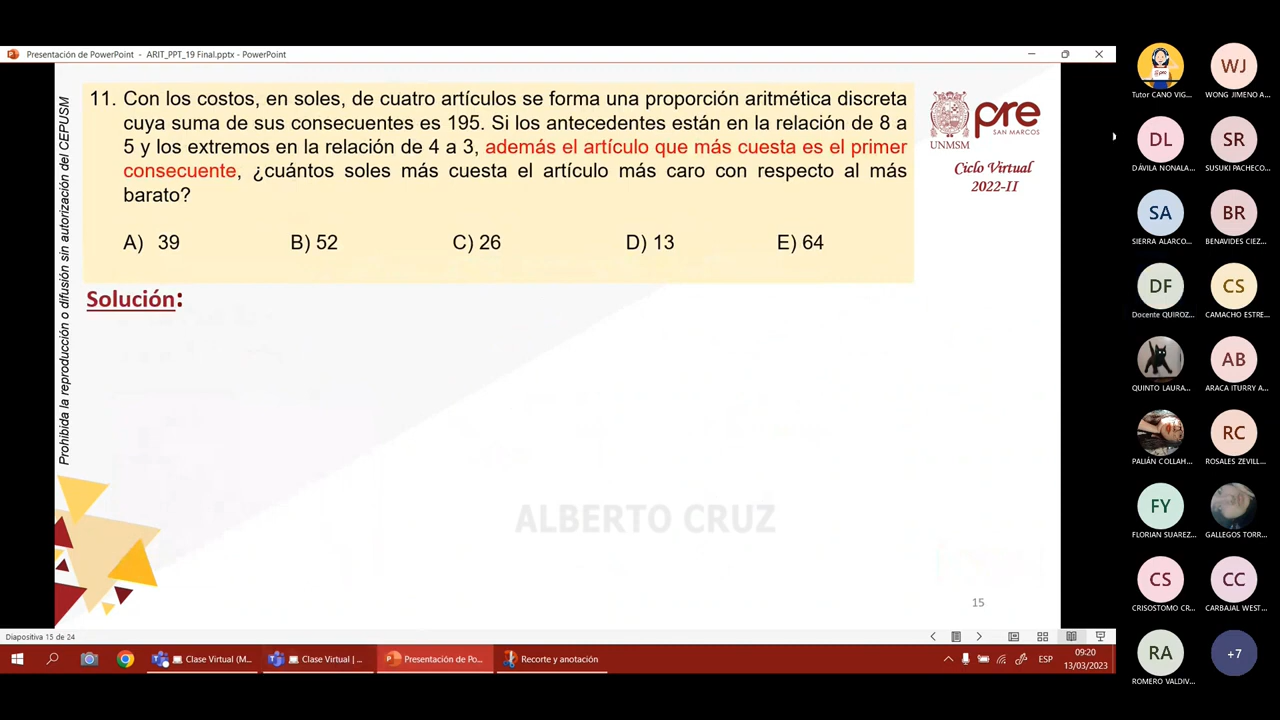 Presentación de PowerPoint - ARIT_PPT_19 Final.pptx - PowerPoint
Prohibida la reproducción o difusión sin autorización del CEPUSM
11. Con los costos, en soles, de cuatro artículos se forma una proporción aritmética discreta
cuya suma de sus consecuentes es 195. Si los antecedentes están en la relación de 8 a
5 y los extremos en la relación de 4 a 3, además el artículo que más cuesta es el primer
consecuente, ¿cuántos soles más cuesta el artículo más caro con respecto al más
barato?
A) 39 B) 52 C) 26 D) 13 E) 64
UNMSM
pre
SAN MARCOS
Ciclo Virtual
2022-II
Solución:
ALBERTO CRUZ
15
Diapositiva 15 de 24
Clase Virtual (M...
Clase Virtual | ...
Presentación de Po...
Recorte y anotación
ESP
09:20
13/03/2023
Tutor CANO VIG...
WJ
WONG JIMENO A...
DL
DÁVILA NONALA...
SR
SUSUKI PACHECO...
SA
SIERRA ALARCO...
BR
BENAVIDES CIEZ...
DF
Docente QUIROZ...
CS
CAMACHO ESTRE...
QUINTO LAURA...
AB
ARACA ITURRY A...
PALIÁN COLLAH...
RC
ROSALES ZEVILL...
FY
FLORIAN SUAREZ...
GALLEGOS TORR...
CS
CRISOSTOMO CR...
CC
CARBAJAL WEST...
RA
ROMERO VALDIV...
+7